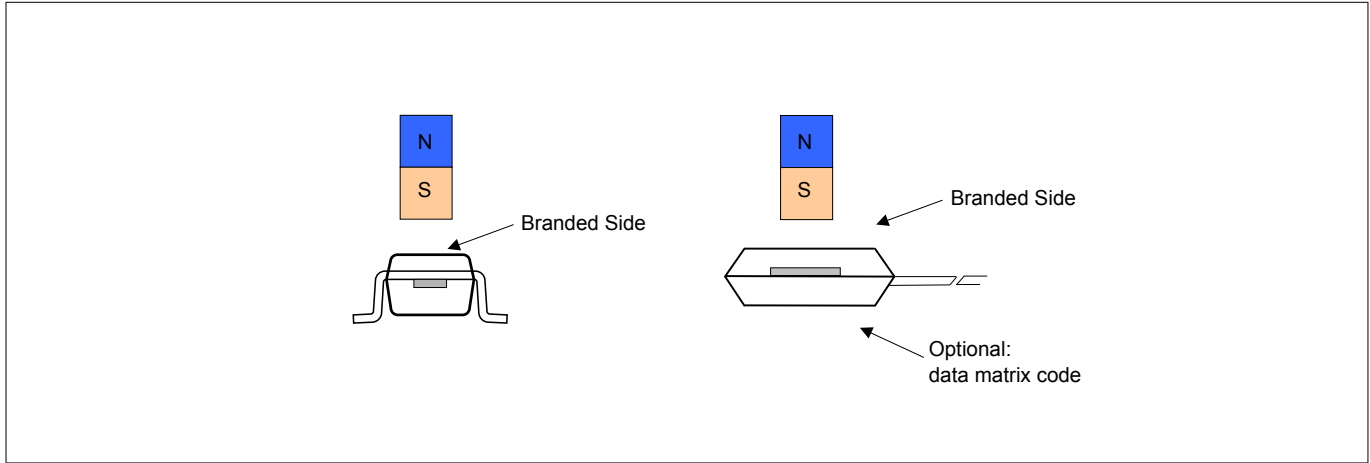 N
S
Branded Side
N
S
Branded Side
Optional:
data matrix code